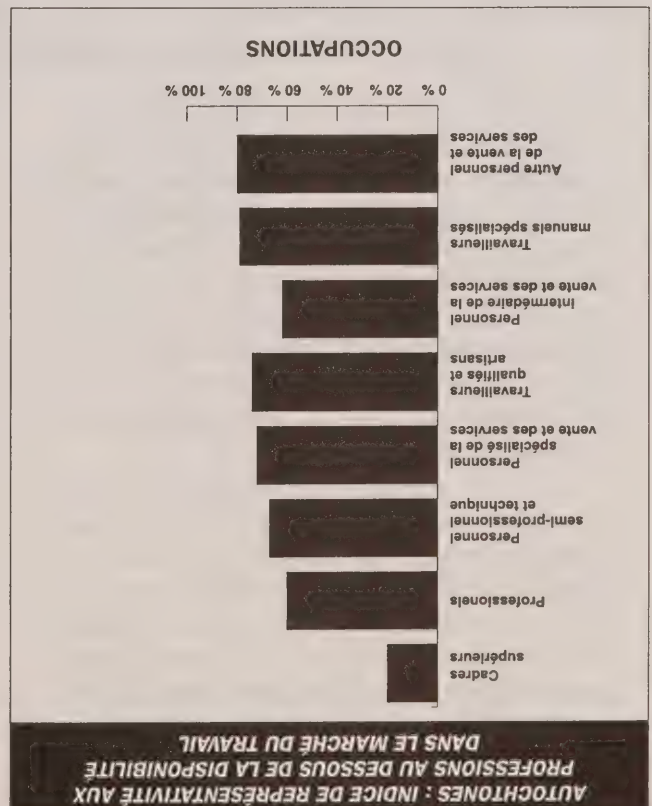 AUTOCHTONES : INDICE DE REPRÉSENTATIVITÉ AUX
PROFESSIONS AU DESSOUS DE LA DISPONIBILITÉ
DANS LE MARCHÉ DU TRAVAIL
Cadres
supérieurs
Professionels
Personnel
semi-professionnel
et technique
Personnel
spécialisé de la
vente et des services
Travailleurs
qualifiés et
artisans
Personnel
intermédaire de la
vente et des services
Travailleurs
manuels spécialisés
Autre personnel
de la vente et
des services
0 % 20 % 40 % 60 % 80 % 100 %
OCCUPATIONS